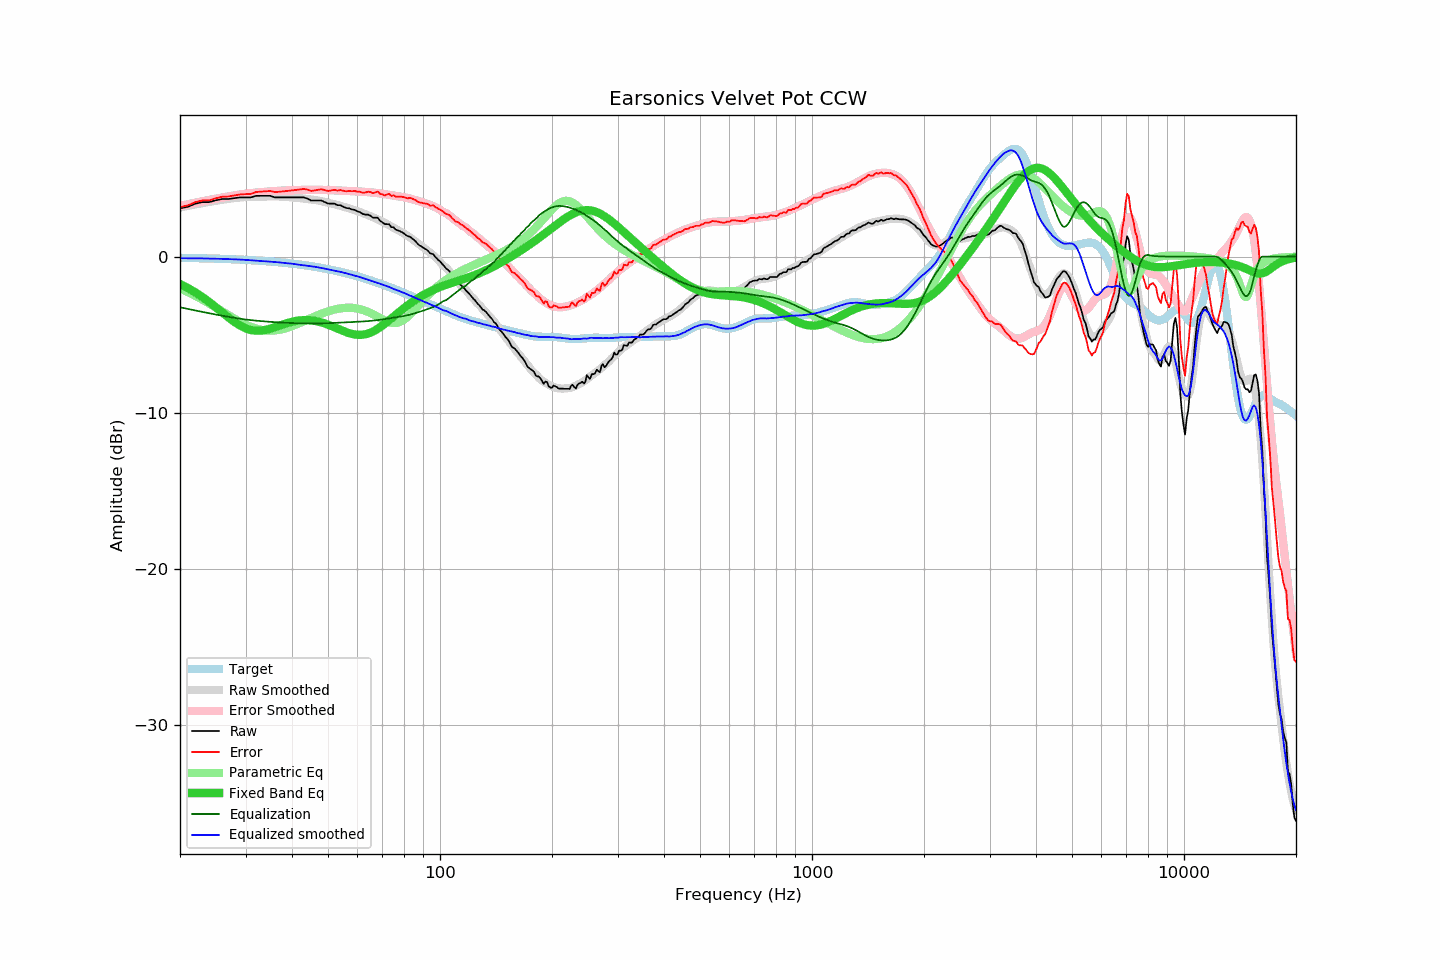 Earsonics Velvet Pot CCW
Amplitude (dBr)
0
−10
−20
−30
Target
Raw Smoothed
Error Smoothed
Raw
Error
Parametric Eq
Fixed Band Eq
Equalization
Equalized smoothed
100
1000
10000
Frequency (Hz)